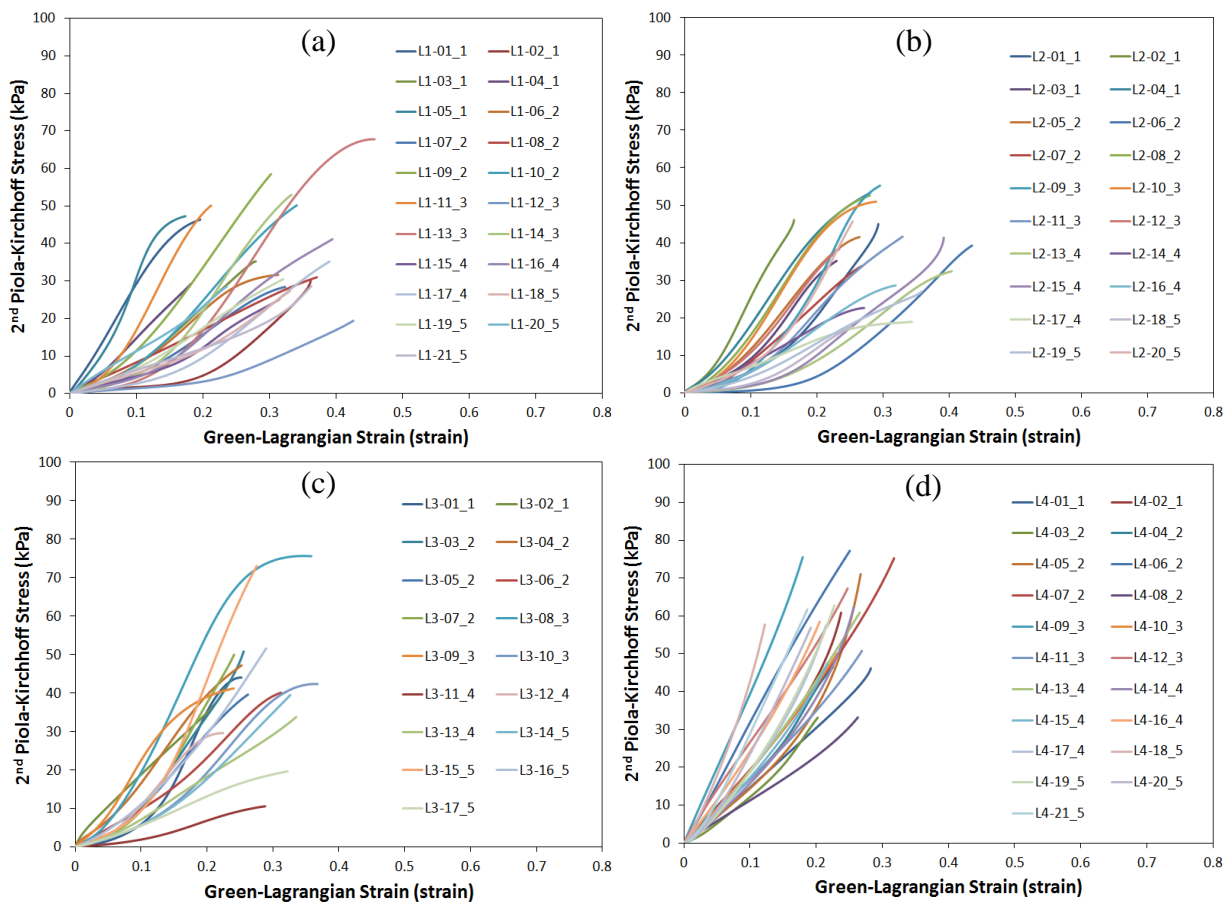 (a)
2nd Piola-Kirchhoff Stress (kPa)
100
90
80
70
60
50
40
30
20
10
0
L1-01_1 L1-02_1
L1-03_1 L1-04_1
L1-05_1 L1-06_2
L1-07_2 L1-08_2
L1-09_2 L1-10_2
L1-11_3 L1-12_3
L1-13_3 L1-14_3
L1-15_4 L1-16_4
L1-17_4 L1-18_5
L1-19_5 L1-20_5
L1-21_5
0 0.1 0.2 0.3 0.4 0.5 0.6 0.7 0.8
Green-Lagrangian Strain (strain)
(b)
2nd Piola-Kirchhoff Stress (kPa)
100
90
80
70
60
50
40
30
20
10
0
L2-01_1 L2-02_1
L2-03_1 L2-04_1
L2-05_2 L2-06_2
L2-07_2 L2-08_2
L2-09_3 L2-10_3
L2-11_3 L2-12_3
L2-13_4 L2-14_4
L2-15_4 L2-16_4
L2-17_4 L2-18_5
L2-19_5 L2-20_5
0 0.1 0.2 0.3 0.4 0.5 0.6 0.7 0.8
Green-Lagrangian Strain (strain)
(c)
2nd Piola-Kirchhoff Stress (kPa)
100
90
80
70
60
50
40
30
20
10
0
L3-01_1 L3-02_1
L3-03_2 L3-04_2
L3-05_2 L3-06_2
L3-07_2 L3-08_3
L3-09_3 L3-10_3
L3-11_4 L3-12_4
L3-13_4 L3-14_5
L3-15_5 L3-16_5
L3-17_5
0 0.1 0.2 0.3 0.4 0.5 0.6 0.7 0.8
Green-Lagrangian Strain (strain)
(d)
2nd Piola-Kirchhoff Stress (kPa)
100
90
80
70
60
50
40
30
20
10
0
L4-01_1 L4-02_1
L4-03_2 L4-04_2
L4-05_2 L4-06_2
L4-07_2 L4-08_2
L4-09_3 L4-10_3
L4-11_3 L4-12_3
L4-13_4 L4-14_4
L4-15_4 L4-16_4
L4-17_4 L4-18_5
L4-19_5 L4-20_5
L4-21_5
0 0.1 0.2 0.3 0.4 0.5 0.6 0.7 0.8
Green-Lagrangian Strain (strain)